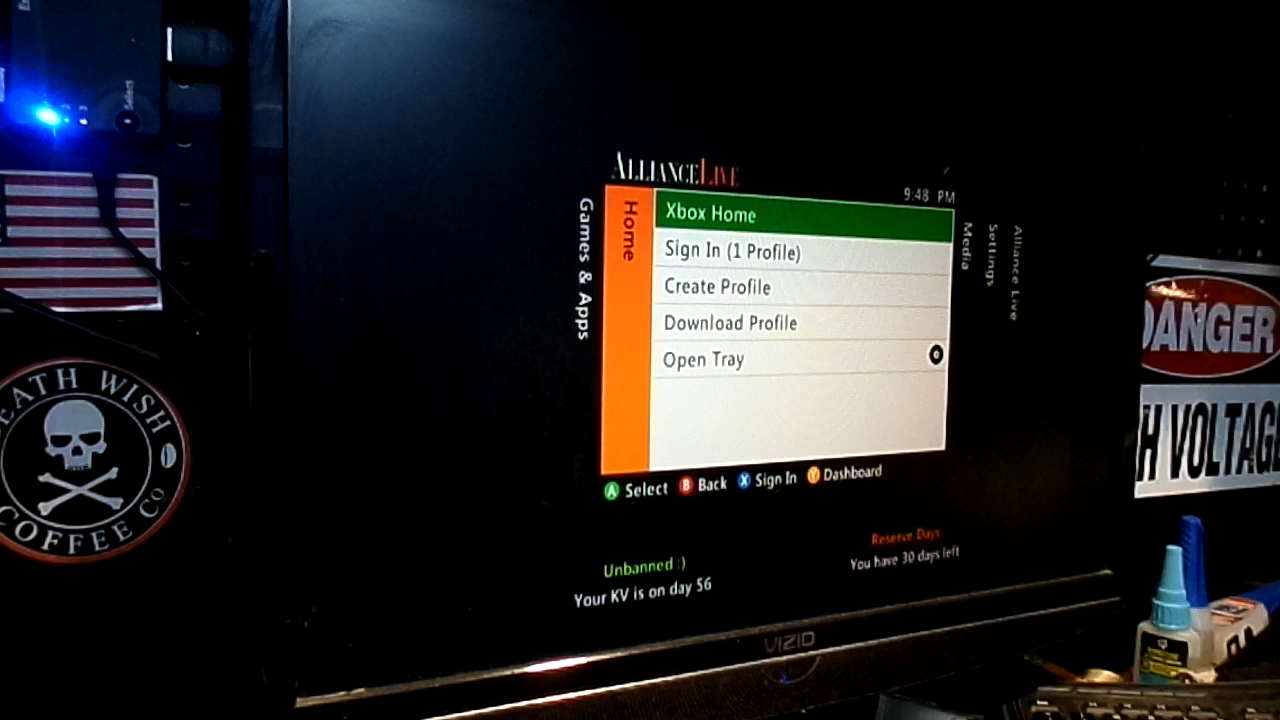 Select
ALLIANCELIVE
9:48 PM
Games & Apps
Home
Xbox Home
Sign In (1 Profile)
Create Profile
Download Profile
Open Tray
Media
Settings
Alliance Live
A Select B Back X Sign In Y Dashboard
Unbanned :)
Your KV is on day 56
Reserve Days
You have 30 days left
VIZIO
DEATH WISH
COFFEE CO
DANGER
H VOLTAGE